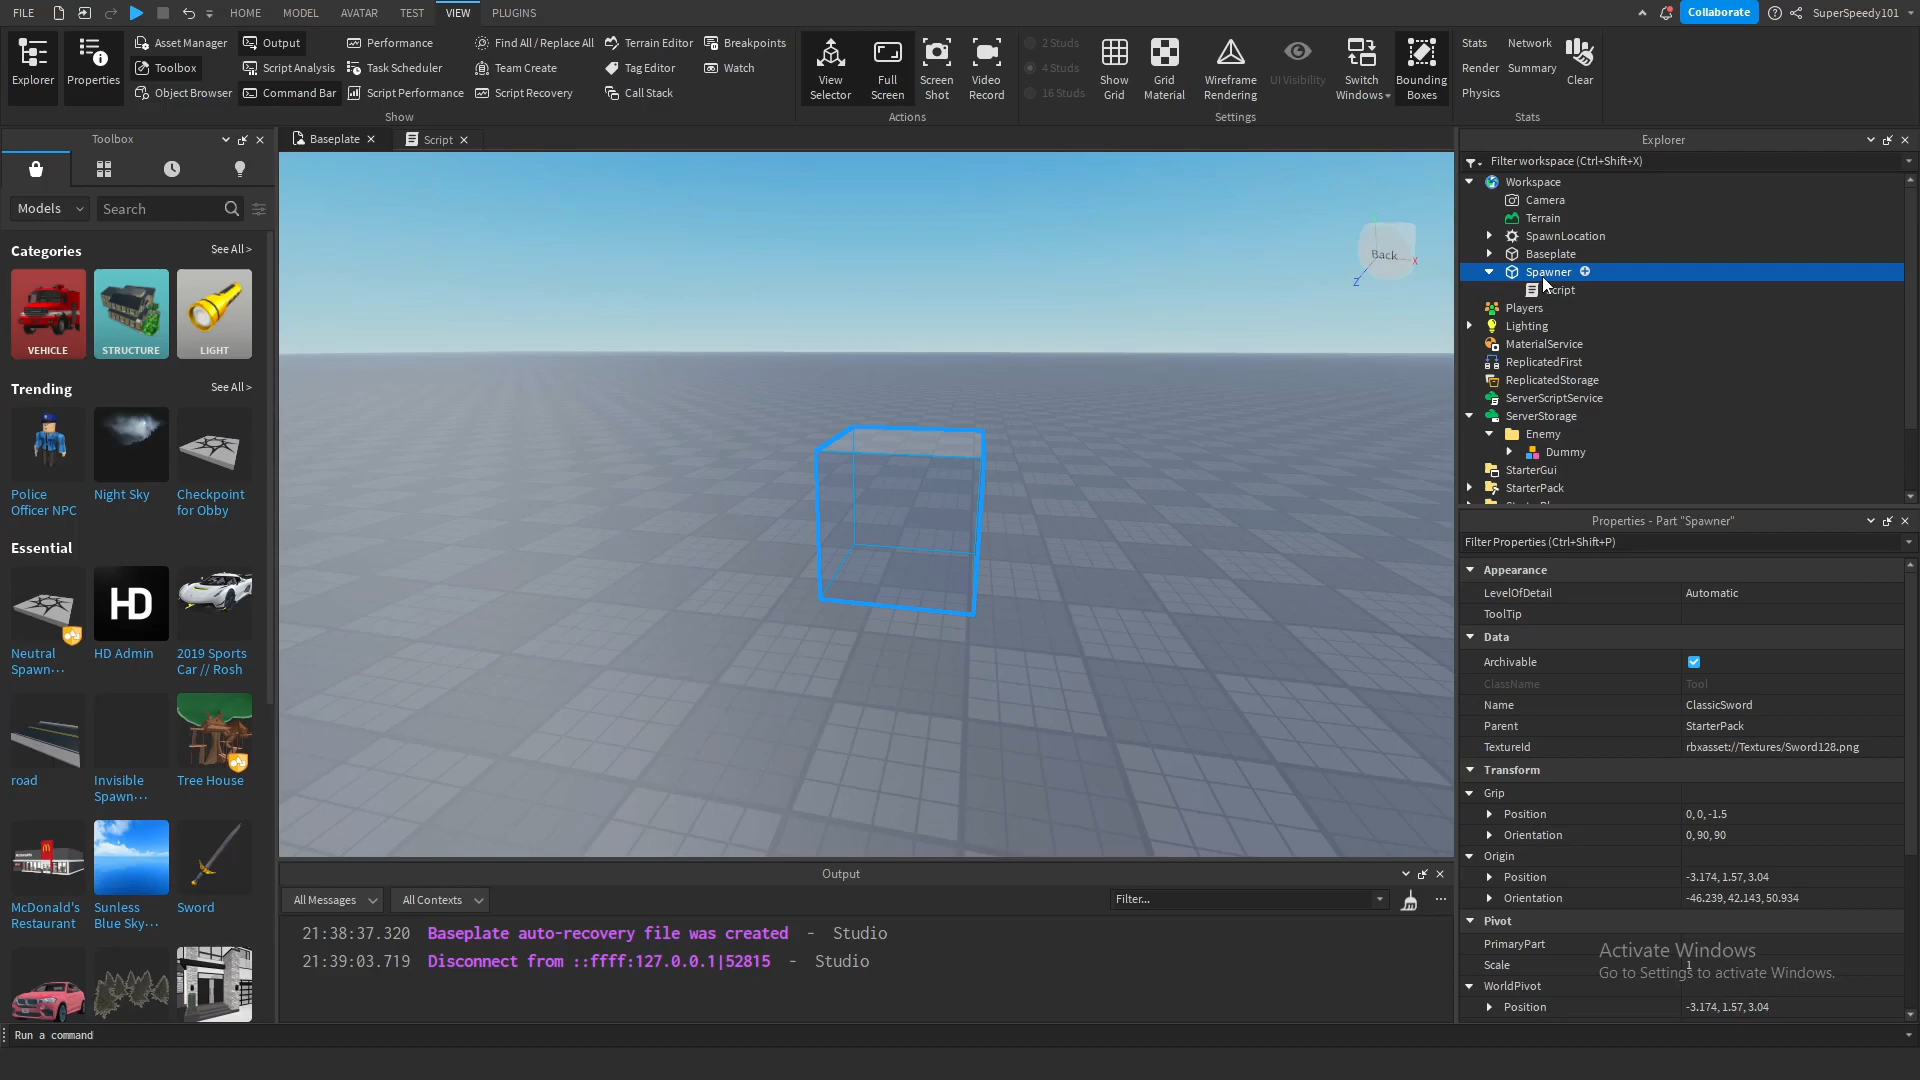 FILE HOME MODEL AVATAR TEST VIEW PLUGINS Collaborate SuperSpeedy101
Explorer
Properties
Asset Manager
Toolbox
Object Browser
Output
Script Analysis
Command Bar
Performance
Task Scheduler
Script Performance
Find All / Replace All
Team Create
Script Recovery
Terrain Editor
Tag Editor
Call Stack
Breakpoints
Watch
Show
View
Selector
Full
Screen
Screen
Shot
Video
Record
Actions
2 Studs
4 Studs
16 Studs
Show
Grid
Grid
Material
Wireframe
Rendering
UI Visibility
Switch
Windows
Bounding
Boxes
Settings
Stats
Render
Physics
Network
Summary
Clear
Stats
Toolbox
Models
Search
Categories See All >
VEHICLE STRUCTURE LIGHT
Trending See All >
Police
Officer NPC
Night Sky
Checkpoint
for Obby
Essential
HD
Neutral
Spawn...
HD Admin
2019 Sports
Car // Rosh
road
Invisible
Spawn...
Tree House
McDonald's
Restaurant
Sunless
Blue Sky...
Sword
Baseplate
Script
Back
X
Z
Output
All Messages All Contexts Filter...
21:38:37.320 Baseplate auto-recovery file was created - Studio
21:39:03.719 Disconnect from ::ffff:127.0.0.1|52815 - Studio
Run a command
Explorer
Filter workspace (Ctrl+Shift+X)
Workspace
Camera
Terrain
SpawnLocation
Baseplate
Spawner
cript
Players
Lighting
MaterialService
ReplicatedFirst
ReplicatedStorage
ServerScriptService
ServerStorage
Enemy
Dummy
StarterGui
StarterPack
Properties - Part "Spawner"
Filter Properties (Ctrl+Shift+P)
Appearance
LevelOfDetail Automatic
ToolTip
Data
Archivable
ClassName Tool
Name ClassicSword
Parent StarterPack
TextureId rbxasset://Textures/Sword128.png
Transform
Grip
Position 0, 0, -1.5
Orientation 0, 90, 90
Origin
Position -3.174, 1.57, 3.04
Orientation -46.239, 42.143, 50.934
Pivot
PrimaryPart
Scale 1
WorldPivot
Position -3.174, 1.57, 3.04
Activate Windows
Go to Settings to activate Windows.